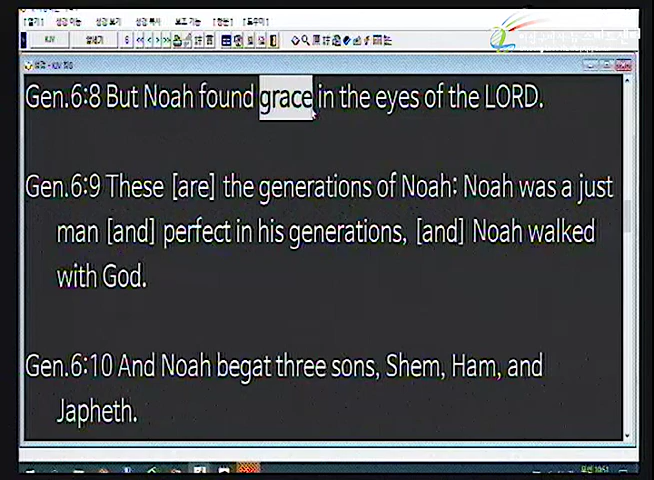 KJV
6
Gen.6:8 But Noah found grace in the eyes of the LORD.
Gen.6:9 These [are] the generations of Noah: Noah was a just
man [and] perfect in his generations, [and] Noah walked
with God.
Gen.6:10 And Noah begat three sons, Shem, Ham, and
Japheth.